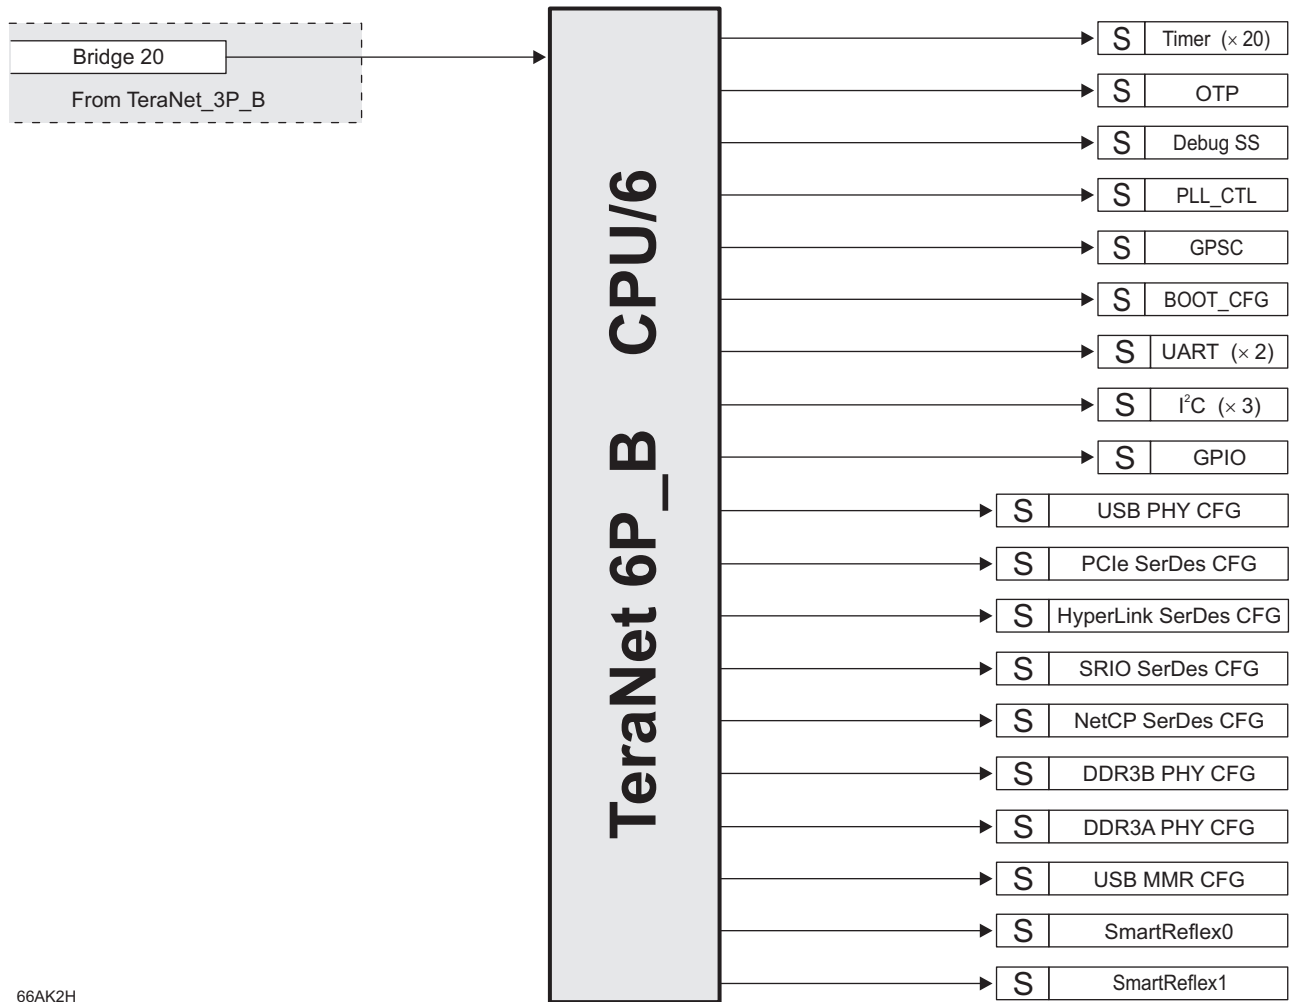 Bridge 20
From TeraNet_3P_B
TeraNet 6P_B CPU/6
S Timer (× 20)
S OTP
S Debug SS
S PLL_CTL
S GPSC
S BOOT_CFG
S UART (× 2)
S I²C (× 3)
S GPIO
S USB PHY CFG
S PCIe SerDes CFG
S HyperLink SerDes CFG
S SRIO SerDes CFG
S NetCP SerDes CFG
S DDR3B PHY CFG
S DDR3A PHY CFG
S USB MMR CFG
S SmartReflex0
S SmartReflex1
66AK2H